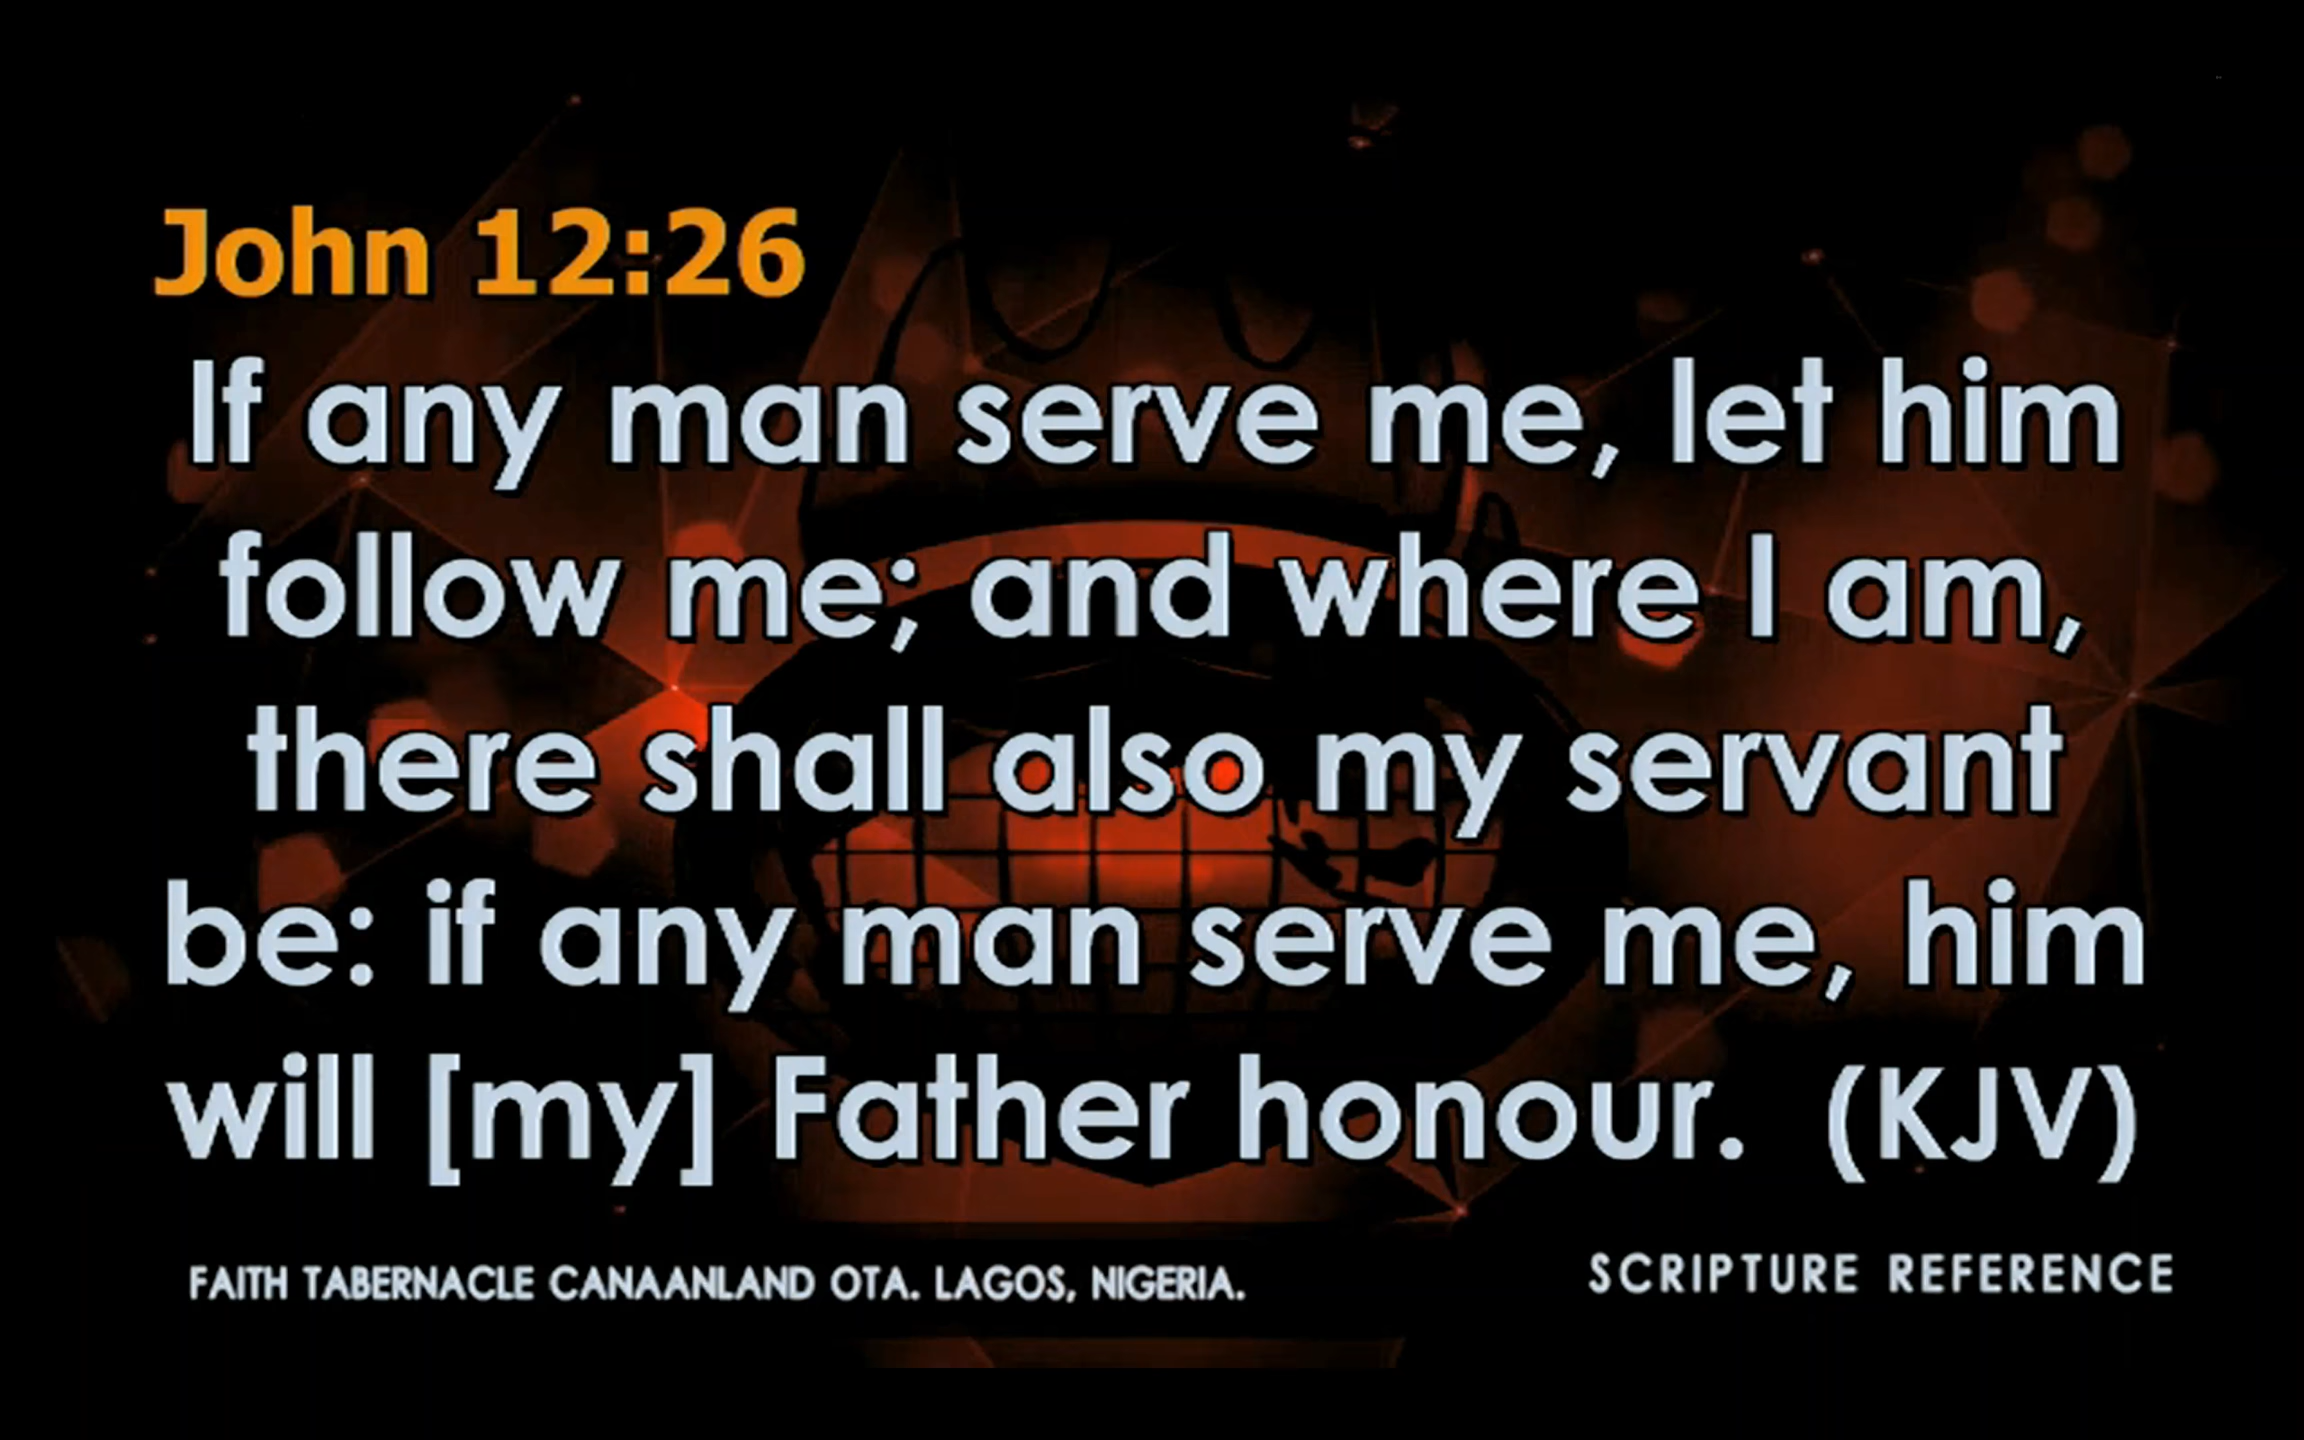 John 12:26
If any man serve me, let him
follow me; and where I am,
there shall also my servant
be: if any man serve me, him
will [my] Father honour.  (KJV)
FAITH TABERNACLE CANAANLAND OTA. LAGOS, NIGERIA.
SCRIPTURE REFERENCE